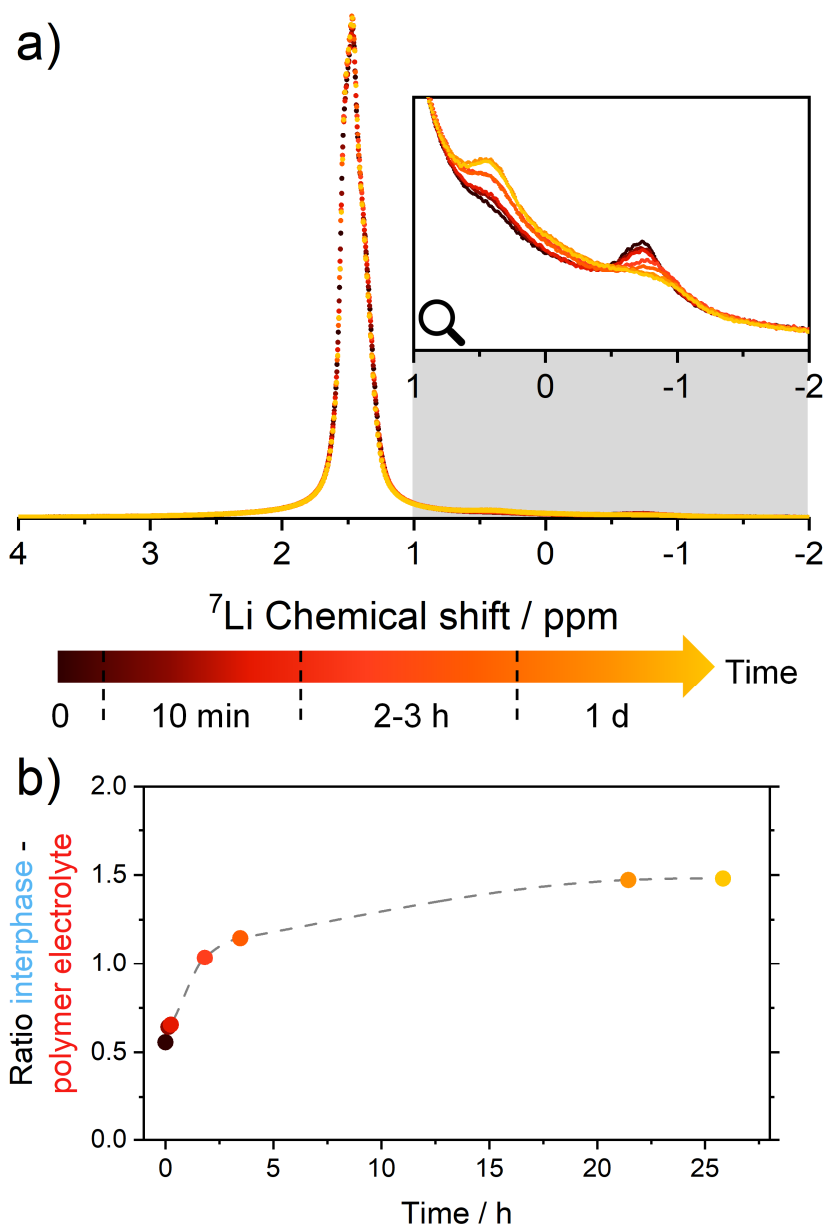 a)
1 0 -1 -2
4 3 2 1 0 -1 -2
⁷Li Chemical shift / ppm
Time
0 10 min 2-3 h 1 d
b)
Ratio interphase -
polymer electrolyte
2.0
1.5
1.0
0.5
0.0
0 5 10 15 20 25
Time / h